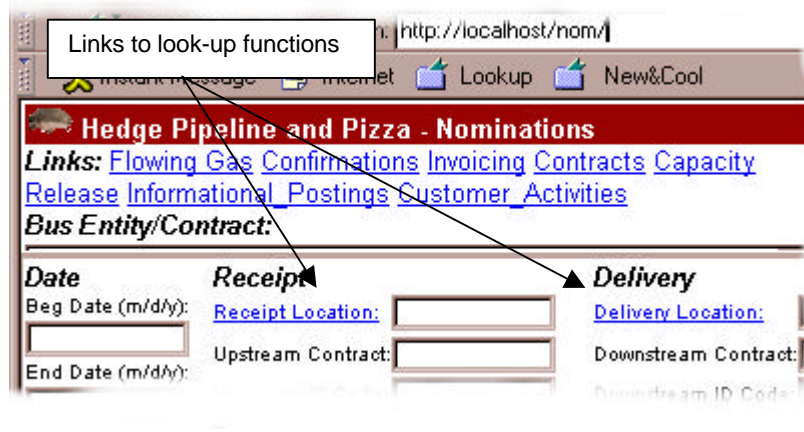 http://localhost/nom/
Links to look-up functions
Internet Lookup New&Cool
Hedge Pipeline and Pizza - Nominations
Links: Flowing Gas Confirmations Invoicing Contracts Capacity
Release Informational_Postings Customer_Activities
Bus Entity/Contract:
Date Receipt Delivery
Beg Date (m/d/y): Receipt Location: Delivery Location:
Upstream Contract: Downstream Contract:
End Date (m/d/y):
Downstream ID Code: